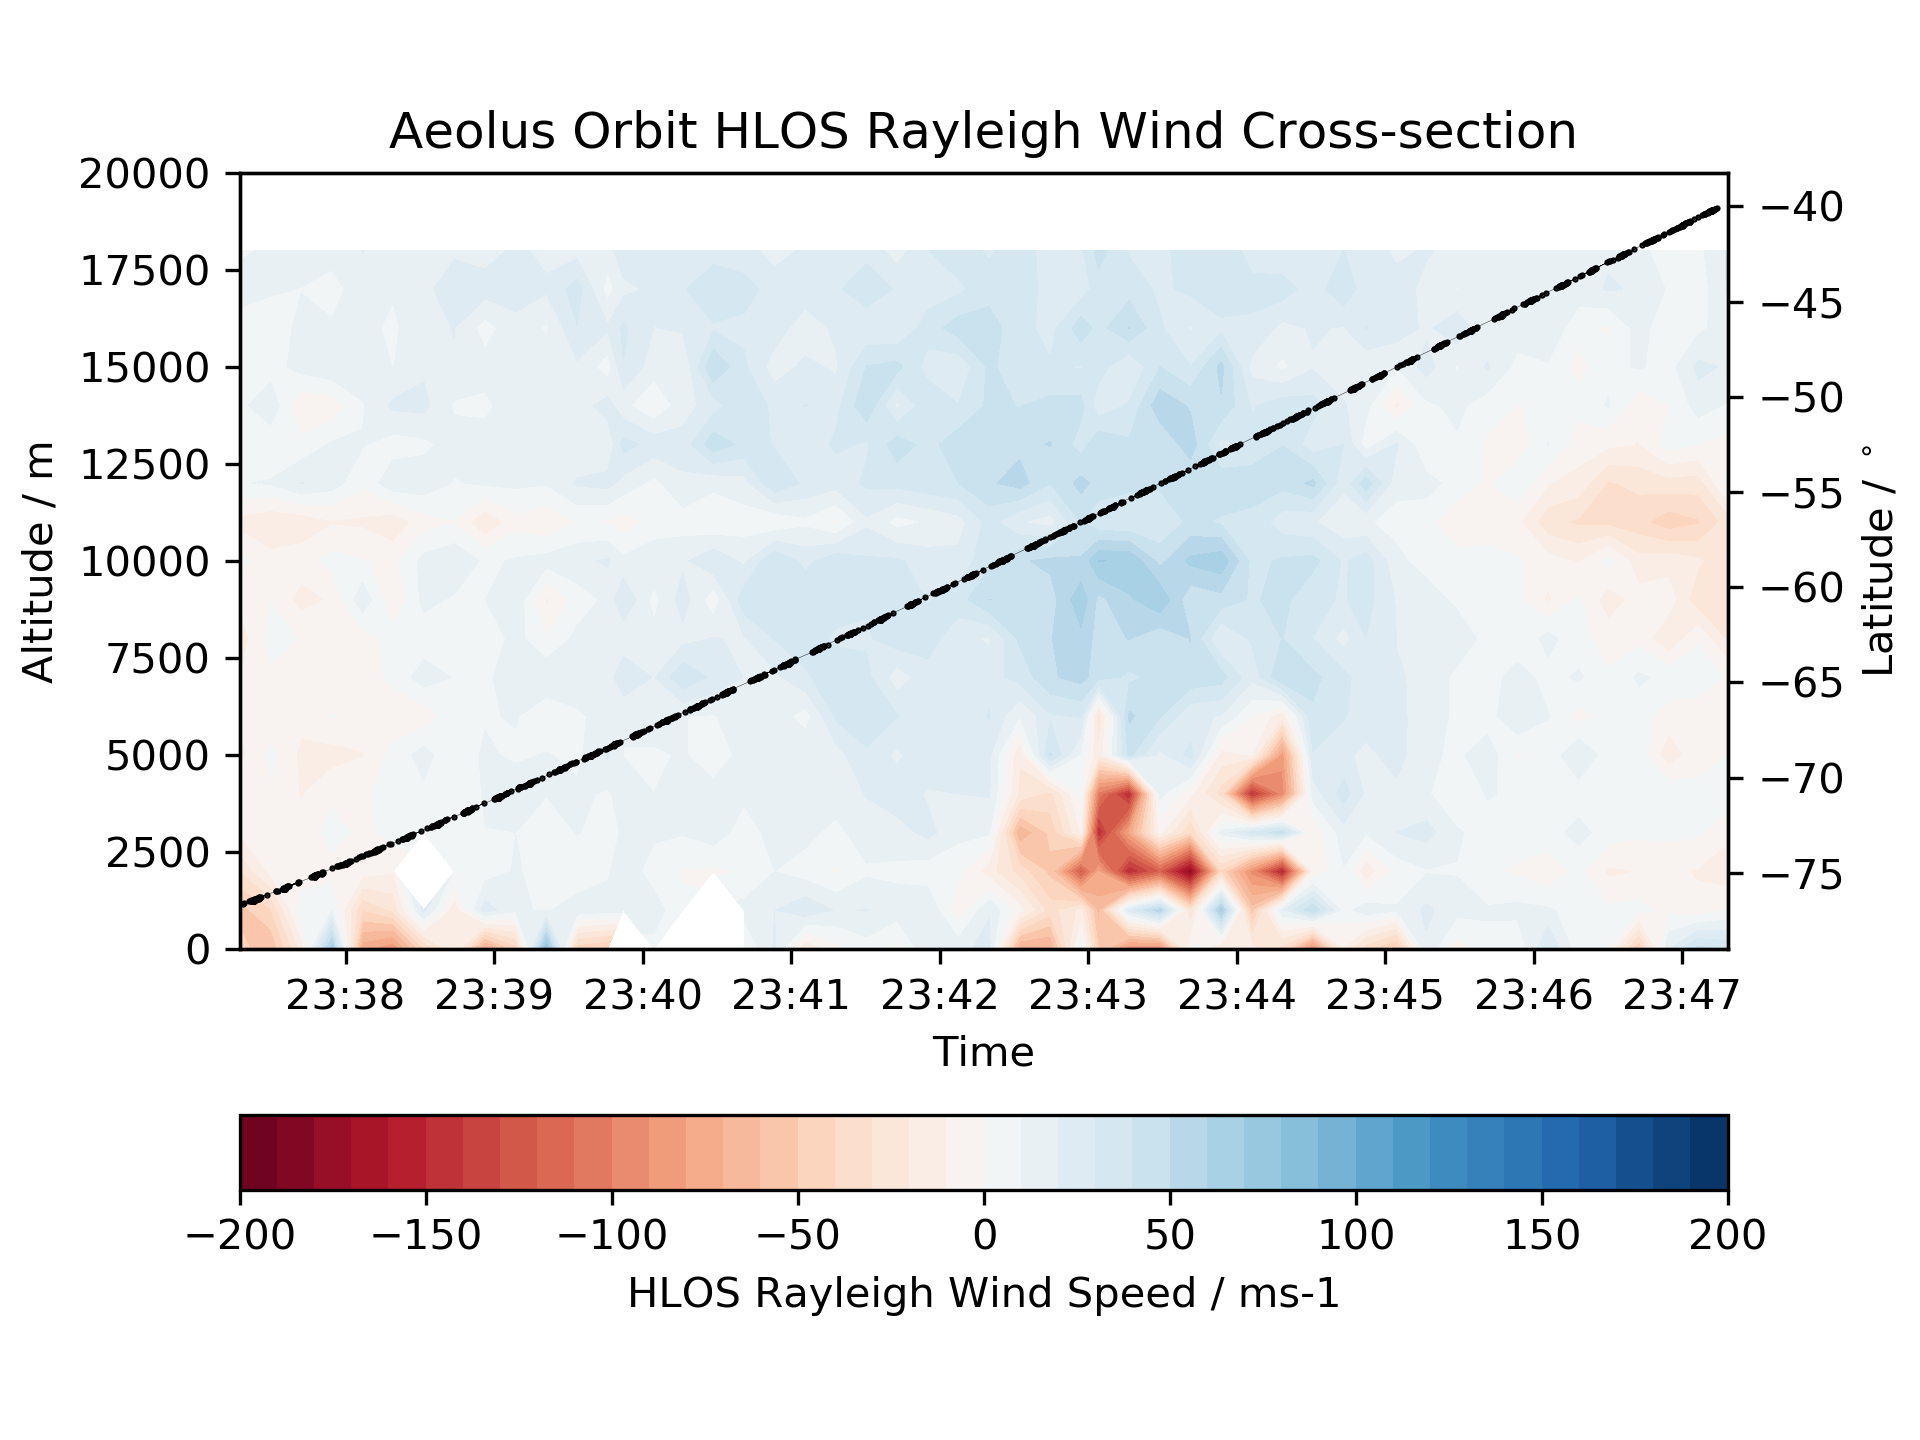 Aeolus Orbit HLOS Rayleigh Wind Cross-section
20000
17500
15000
12500
10000
7500
5000
2500
0
Altitude / m
−40
−45
−50
−55
−60
−65
−70
−75
Latitude / °
23:38 23:39 23:40 23:41 23:42 23:43 23:44 23:45 23:46 23:47
Time
−200 −150 −100 −50 0 50 100 150 200
HLOS Rayleigh Wind Speed / ms-1